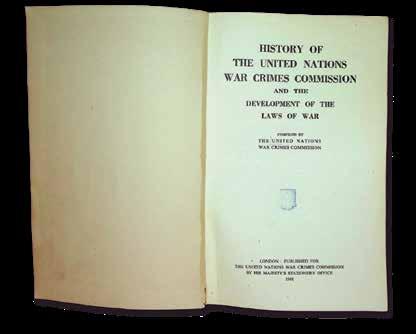 HISTORY OF
THE UNITED NATIONS
WAR CRIMES COMMISSION
AND THE
DEVELOPMENT OF THE
LAWS OF WAR
COMPILED BY
THE UNITED NATIONS
WAR CRIMES COMMISSION
LONDON : PUBLISHED FOR
THE UNITED NATIONS WAR CRIMES COMMISSION
BY HIS MAJESTY'S STATIONERY OFFICE